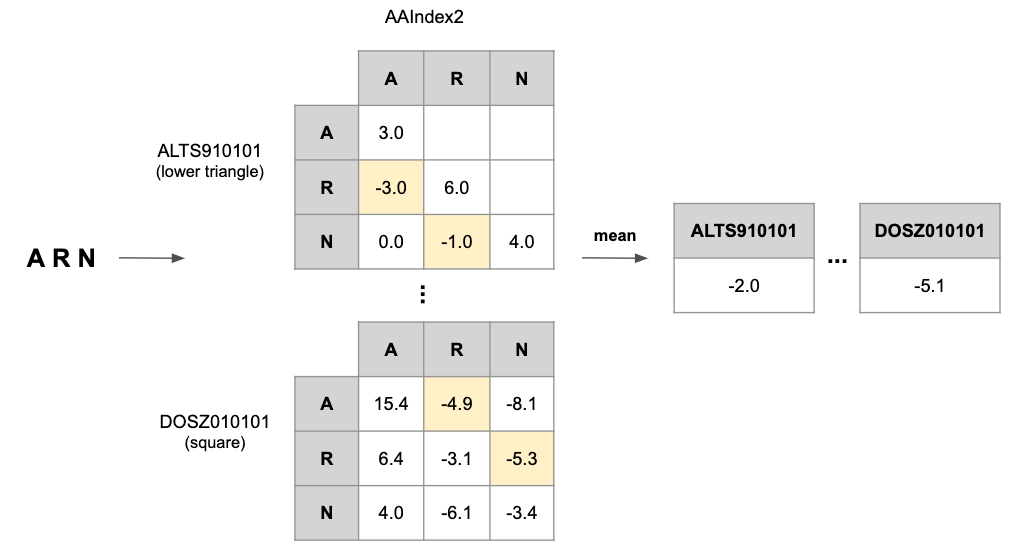 AAIndex2
A R N
ALTS910101
(lower triangle)
A R N
A 3.0
R -3.0 6.0
N 0.0 -1.0 4.0
⋮
DOSZ010101
(square)
A R N
A 15.4 -4.9 -8.1
R 6.4 -3.1 -5.3
N 4.0 -6.1 -3.4
mean
ALTS910101 ... DOSZ010101
-2.0 -5.1